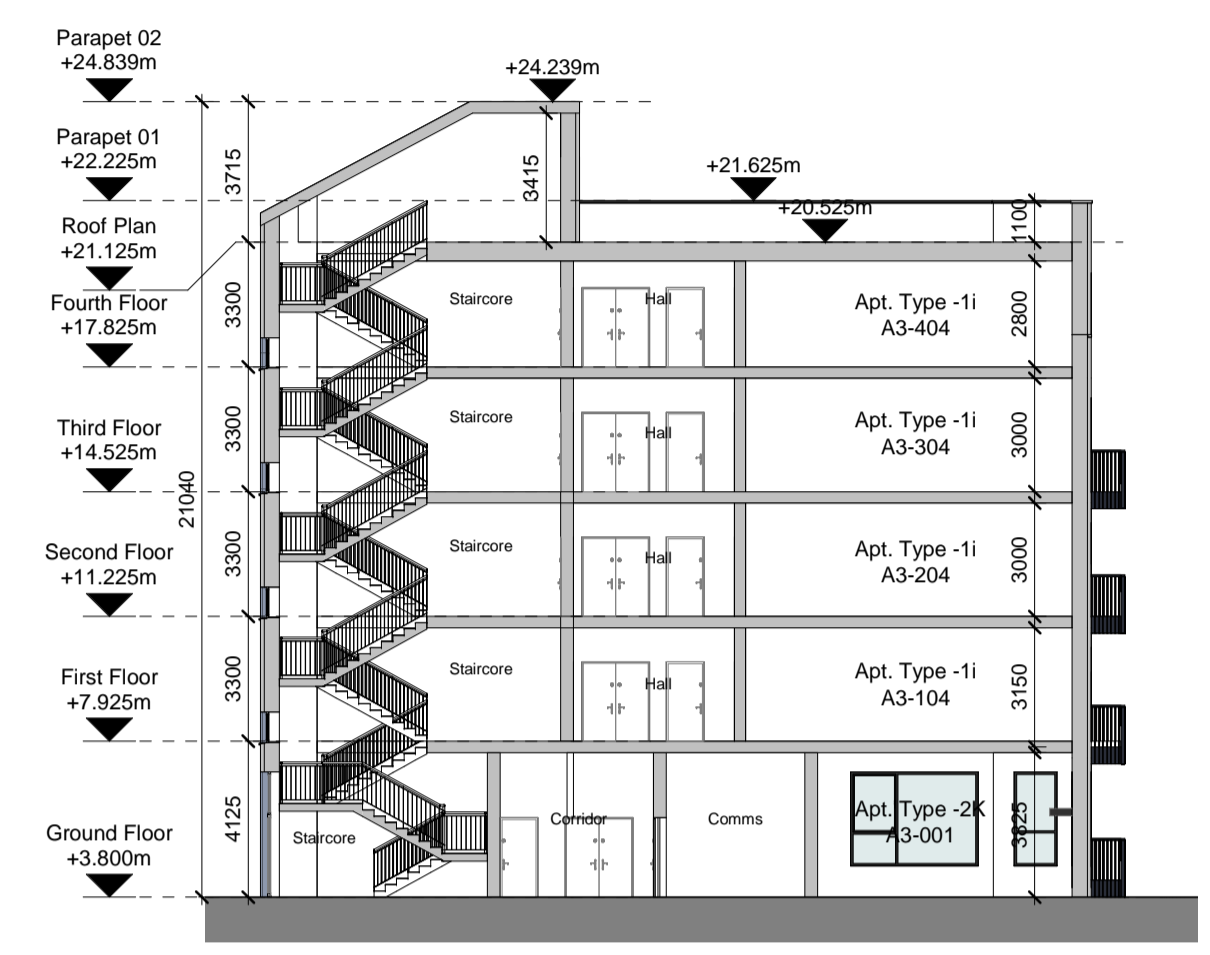 Parapet 02
+24.839m
+24.239m
Parapet 01
+22.225m
3715
3415
+21.625m
+20.525m
1100
Roof Plan
+21.125m
Fourth Floor
+17.825m
3300
Staircore
Hall
Apt. Type -1i
A3-404
2800
Third Floor
+14.525m
3300
Staircore
Hall
Apt. Type -1i
A3-304
3000
21040
Second Floor
+11.225m
3300
Staircore
Hall
Apt. Type -1i
A3-204
3000
First Floor
+7.925m
3300
Staircore
Hall
Apt. Type -1i
A3-104
3150
Ground Floor
+3.800m
4125
Staircore
Corridor
Comms
Apt. Type -2K
A3-001
3825